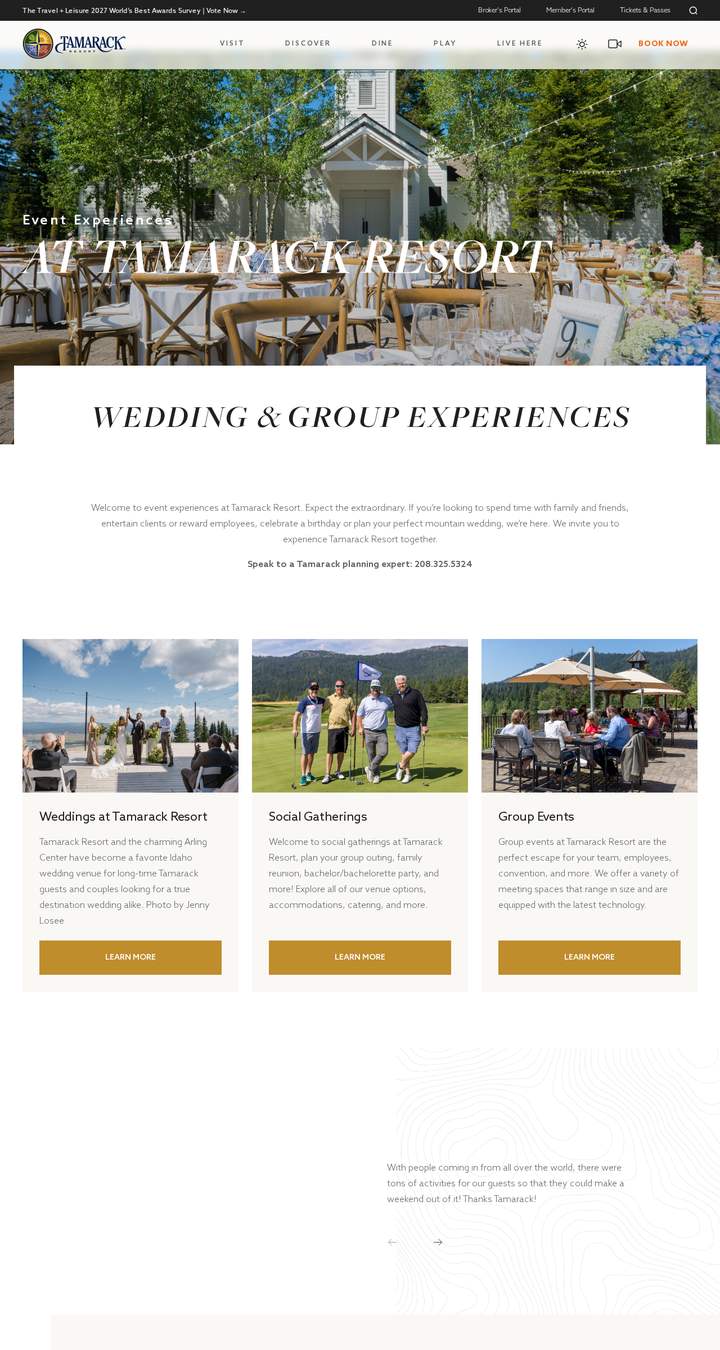 The Travel + Leisure 2027 World's Best Awards Survey | Vote Now →
Broker's Portal
Member's Portal
Tickets & Passes
TAMARACK
RESORT
VISIT
DISCOVER
DINE
PLAY
LIVE HERE
BOOK NOW
Event Experiences
AT TAMARACK RESORT
9
WEDDING & GROUP EXPERIENCES
Welcome to event experiences at Tamarack Resort. Expect the extraordinary. If you're looking to spend time with family and friends,
entertain clients or reward employees, celebrate a birthday or plan your perfect mountain wedding, we're here. We invite you to
experience Tamarack Resort together.
Speak to a Tamarack planning expert: 208.325.5324
Weddings at Tamarack Resort
Tamarack Resort and the charming Arling
Center have become a favorite Idaho
wedding venue for long-time Tamarack
guests and couples looking for a true
destination wedding alike. Photo by Jenny
Losee
LEARN MORE
Social Gatherings
Welcome to social gatherings at Tamarack
Resort, plan your group outing, family
reunion, bachelor/bachelorette party, and
more! Explore all of our venue options,
accommodations, catering, and more.
LEARN MORE
Group Events
Group events at Tamarack Resort are the
perfect escape for your team, employees,
convention, and more. We offer a variety of
meeting spaces that range in size and are
equipped with the latest technology.
LEARN MORE
With people coming in from all over the world, there were
tons of activities for our guests so that they could make a
weekend out of it! Thanks Tamarack!